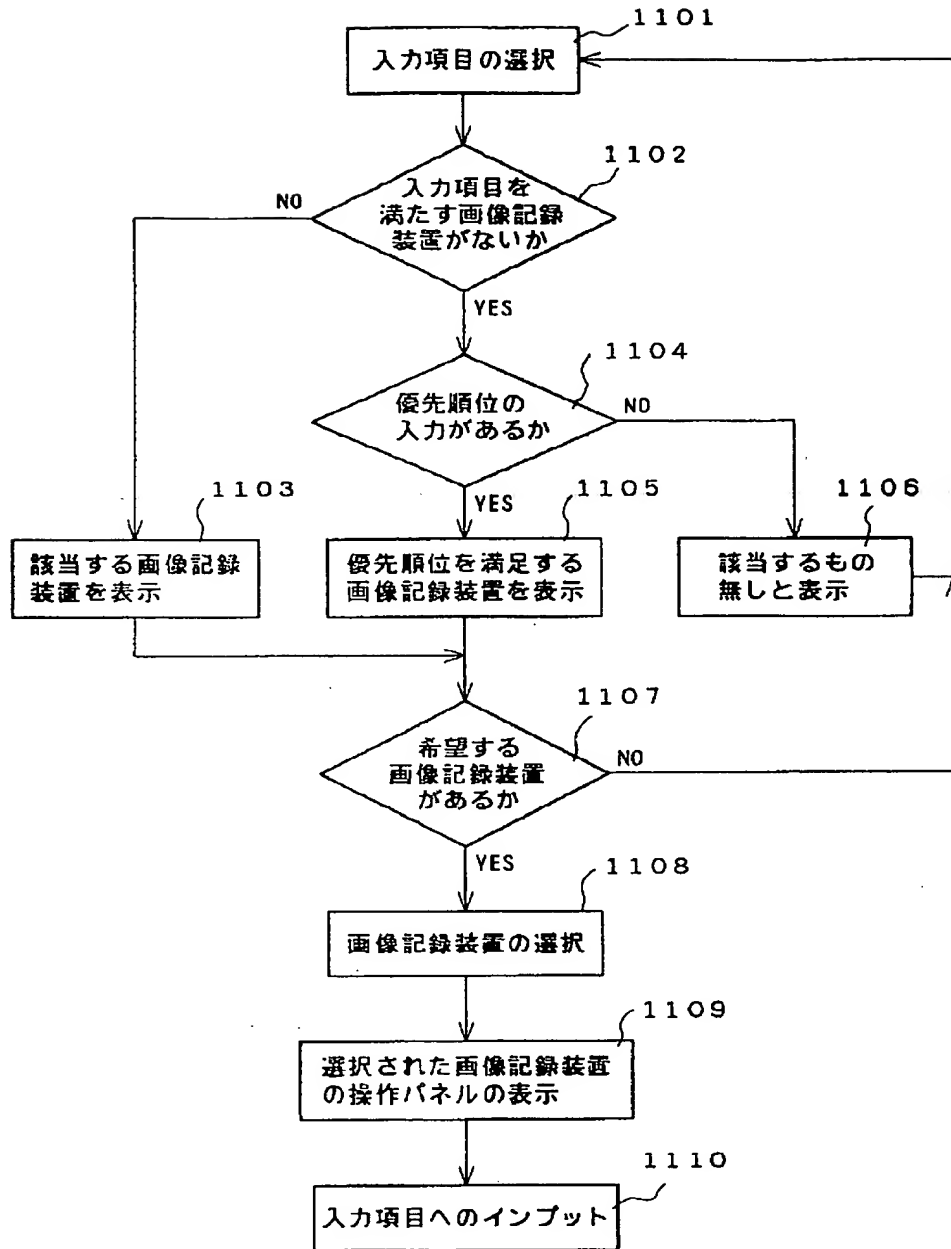 1101
入力項目の選択
1102
入力項目を
満たす画像記録
装置がないか
NO
YES
1104
優先順位の
入力があるか
NO
YES
1103
該当する画像記録
装置を表示
1105
優先順位を満足する
画像記録装置を表示
1106
該当するもの
無しと表示
1107
希望する
画像記録装置
があるか
NO
YES
1108
画像記録装置の選択
1109
選択された画像記録装置
の操作パネルの表示
1110
入力項目へのインプット